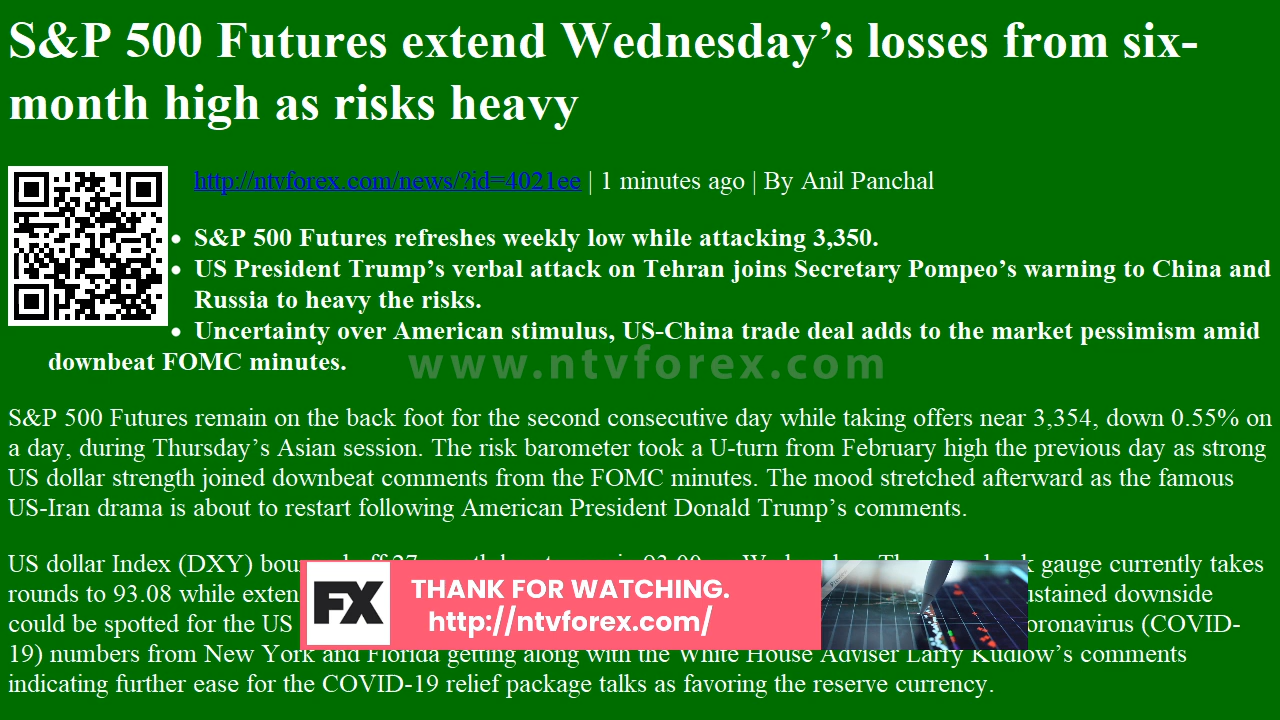 S&P 500 Futures extend Wednesday’s losses from six-
month high as risks heavy
http://ntvforex.com/news/?id=4021ee | 1 minutes ago | By Anil Panchal
• S&P 500 Futures refreshes weekly low while attacking 3,350.
• US President Trump’s verbal attack on Tehran joins Secretary Pompeo’s warning to China and
Russia to heavy the risks.
• Uncertainty over American stimulus, US-China trade deal adds to the market pessimism amid
downbeat FOMC minutes.
www.ntvforex.com
S&P 500 Futures remain on the back foot for the second consecutive day while taking offers near 3,354, down 0.55% on
a day, during Thursday’s Asian session. The risk barometer took a U-turn from February high the previous day as strong
US dollar strength joined downbeat comments from the FOMC minutes. The mood stretched afterward as the famous
US-Iran drama is about to restart following American President Donald Trump’s comments.
US dollar Index (DXY) gauge currently takes
rounds to 93.08 while downside
could be spotted for the US (COVID-
19) numbers from New York and Florida getting along with the White House Adviser Larry Kudlow’s comments
indicating further ease for the COVID-19 relief package talks as favoring the reserve currency.
FX
THANK FOR WATCHING.
http://ntvforex.com/